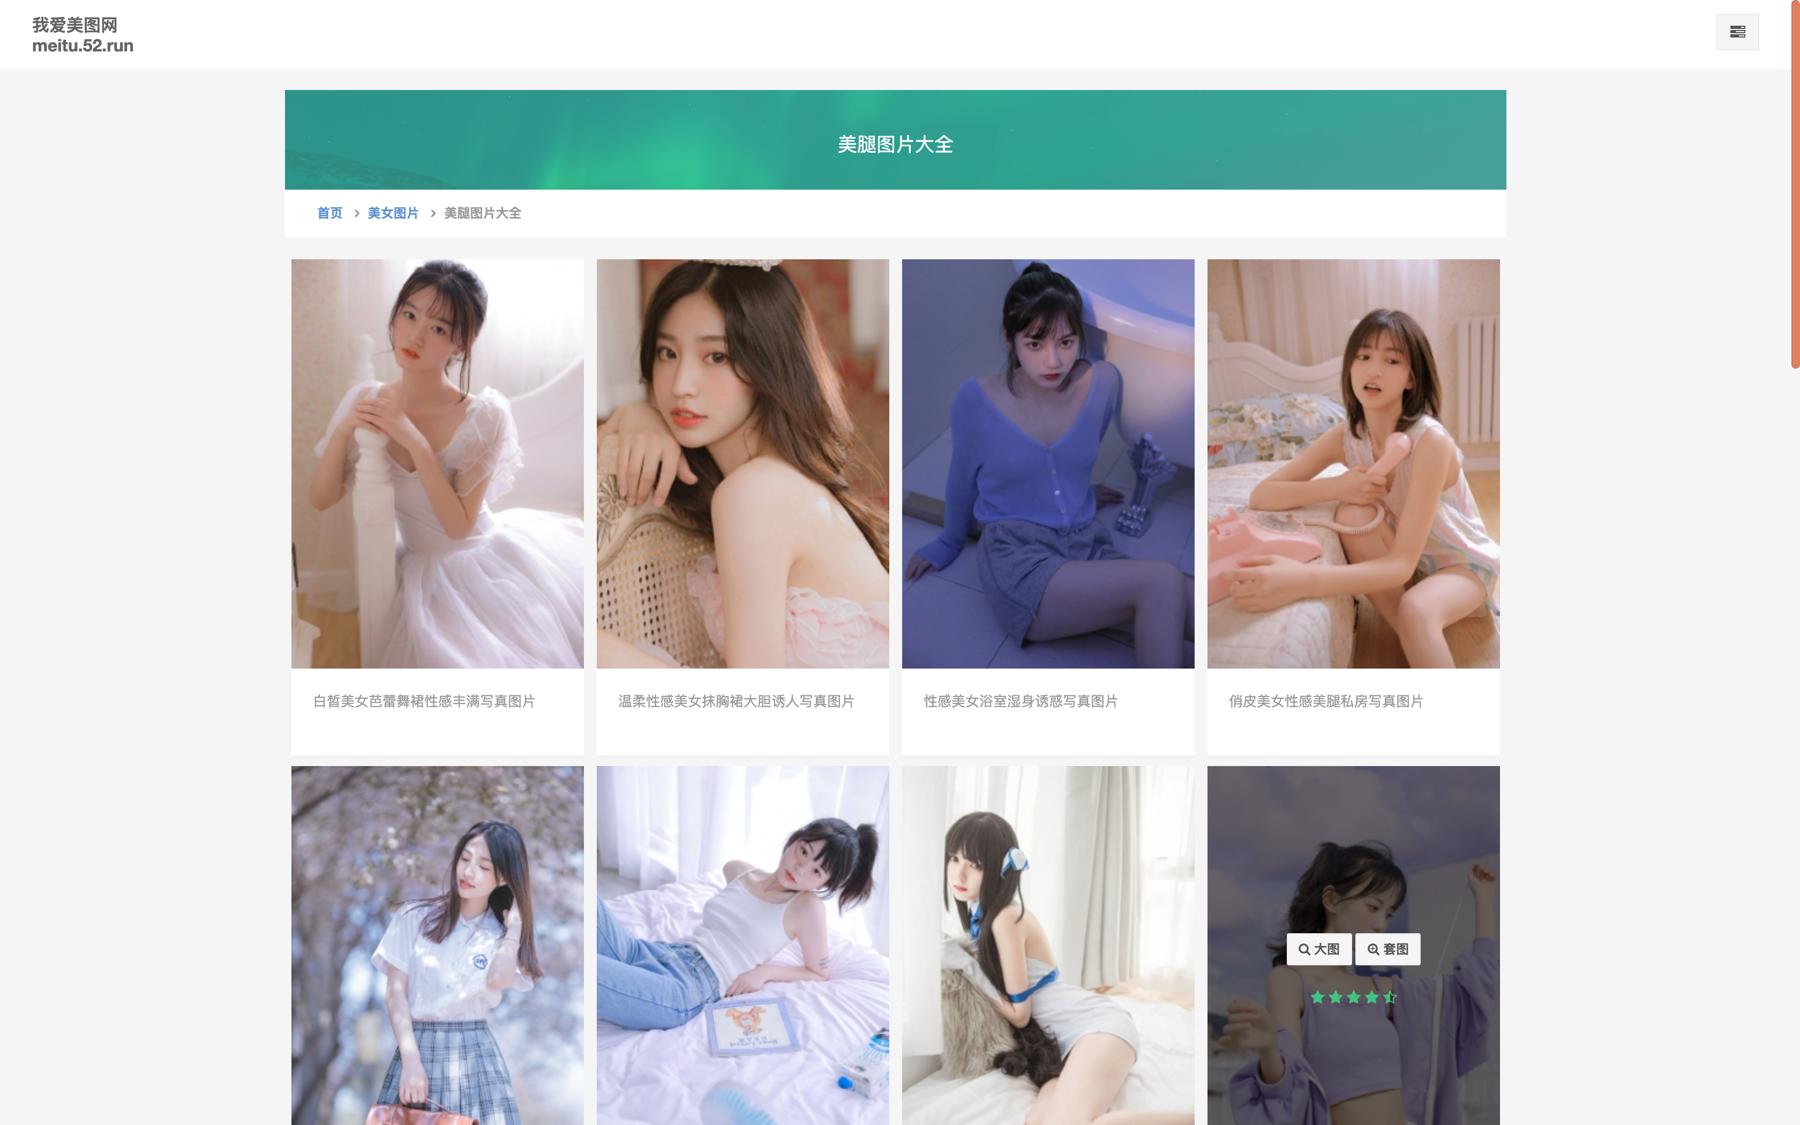 我爱美图网
meitu.52.run
美腿图片大全
首页 > 美女图片 > 美腿图片大全
白皙美女芭蕾舞裙性感丰满写真图片
温柔性感美女抹胸裙大胆诱人写真图片
性感美女浴室湿身诱惑写真图片
俏皮美女性感美腿私房写真图片
大图 套图